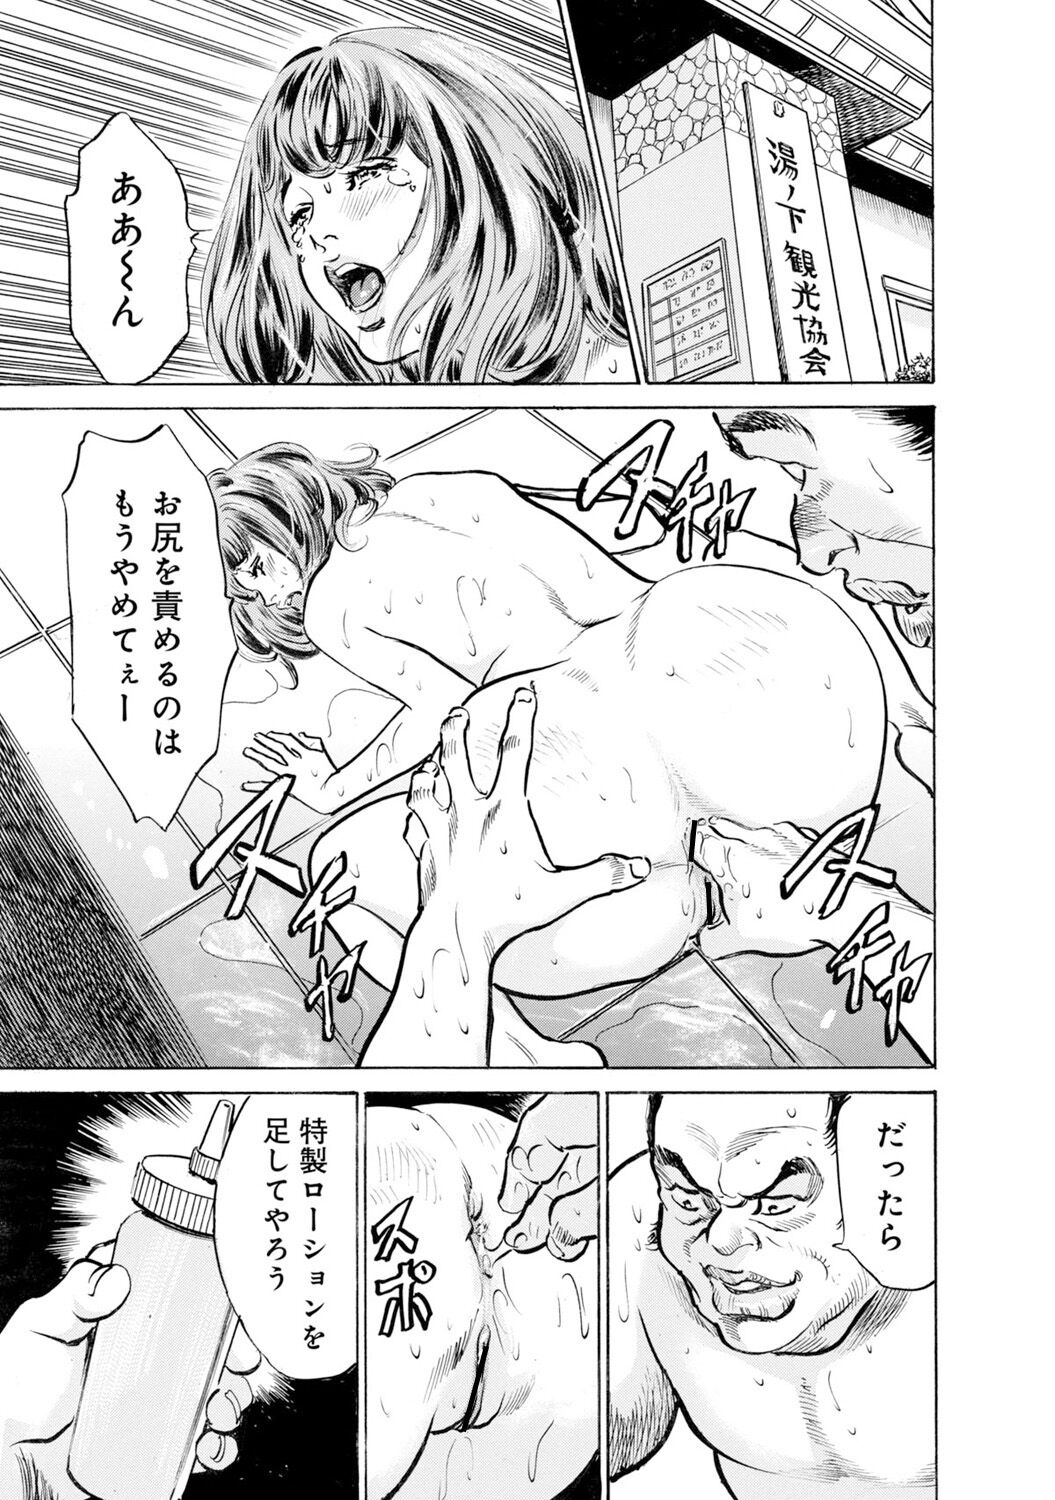 湯ノ下観光協会
ああ〜ん
お尻を責めるのは
もうやめてぇー
ヌチャ
ヌチャ
ヌチャ
だったら
ヌポ
特製ローションを
足してやろう